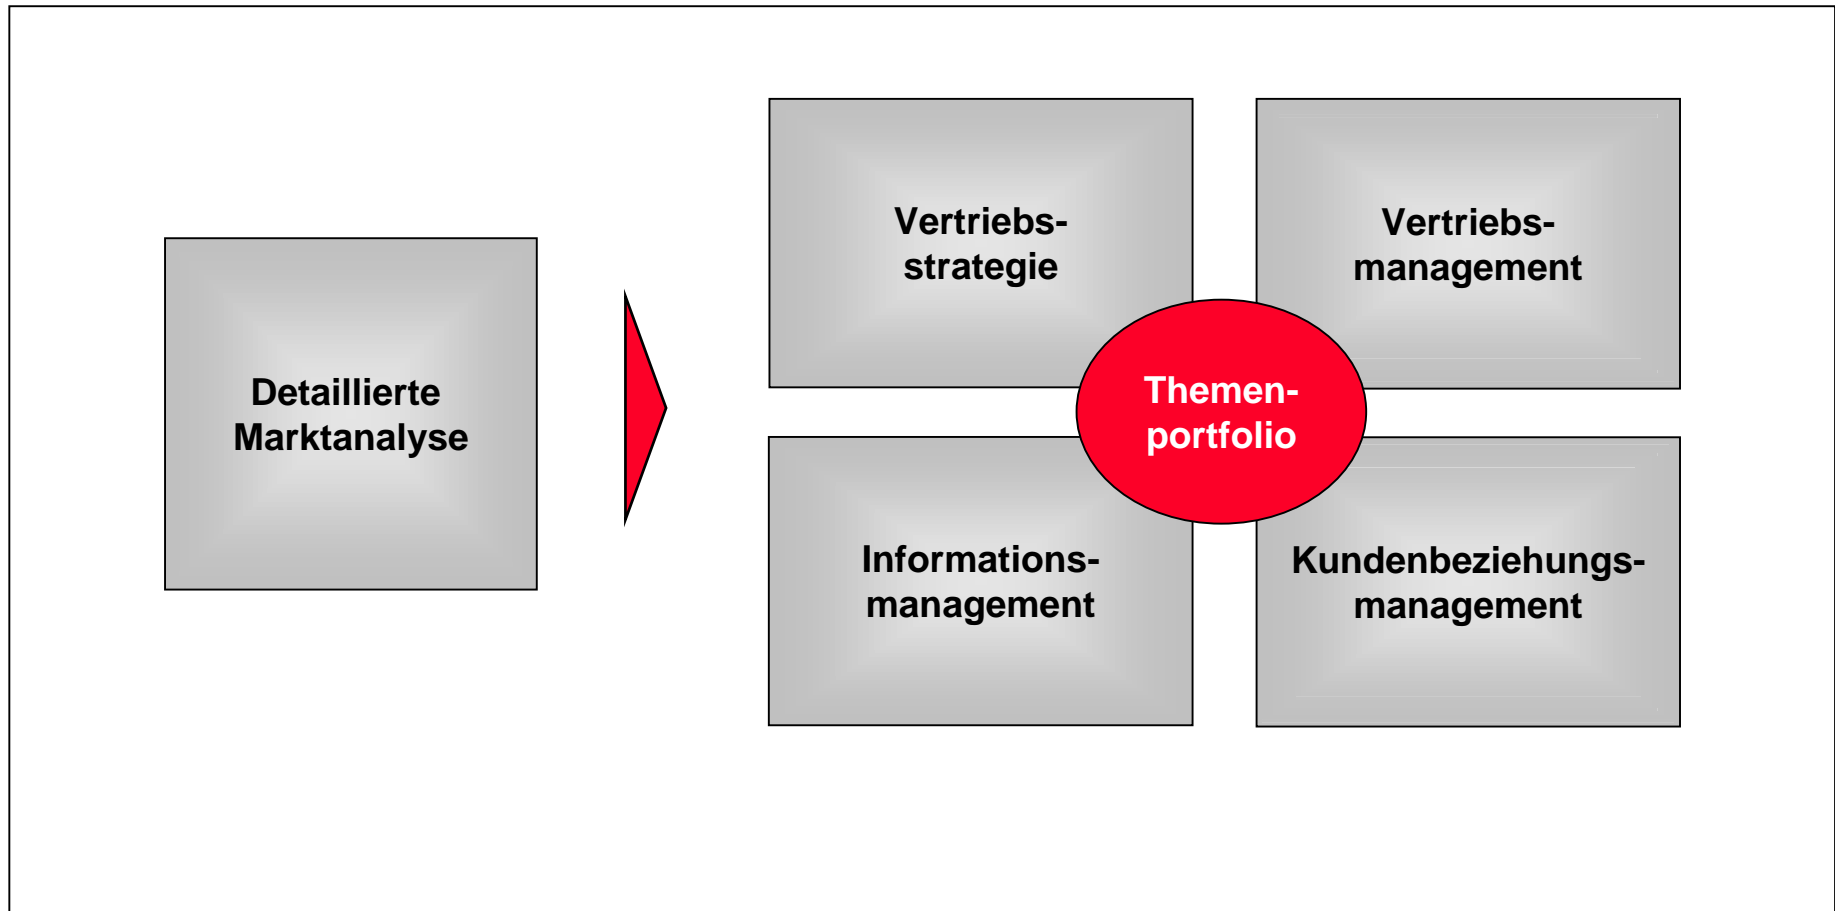 Detaillierte
Marktanalyse
Vertriebs-
strategie
Vertriebs-
management
Themen-
portfolio
Informations-
management
Kundenbeziehungs-
management